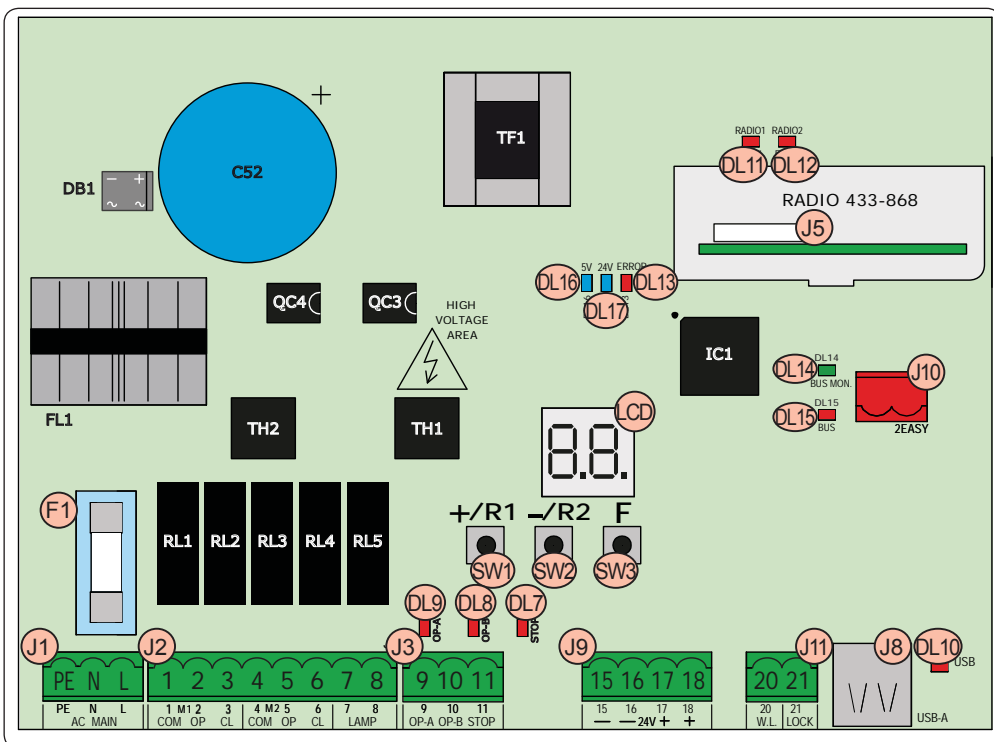 RADIO1 RADIO2
DL11 DL12
TF1
C52
+
DB1
- +
~ ~
RADIO 433-868
J5
5V 24V ERROR
DL16 DL17 DL13
QC4 QC3
HIGH
VOLTAGE
AREA
IC1
DL14 DL14
BUS MON.
DL15 DL15
BUS
J10
2EASY
FL1
TH2 TH1
LCD
8.8.
F1
RL1 RL2 RL3 RL4 RL5
+/R1 -/R2 F
SW1 SW2 SW3
DL9 DL8 DL7
OP-A OP-B STOP
J1 J2 J3 J9 J11 J8 DL10
USB
PE N L 1 2 3 4 5 6 7 8 9 10 11 15 16 17 18 20 21
PE N L 1 M1 2 3 4 M2 5 6 7 8 9 10 11 15 16 17 18 20 21
AC MAIN COM OP CL COM OP CL LAMP OP-A OP-B STOP — — 24V + + W.L. LOCK
USB-A